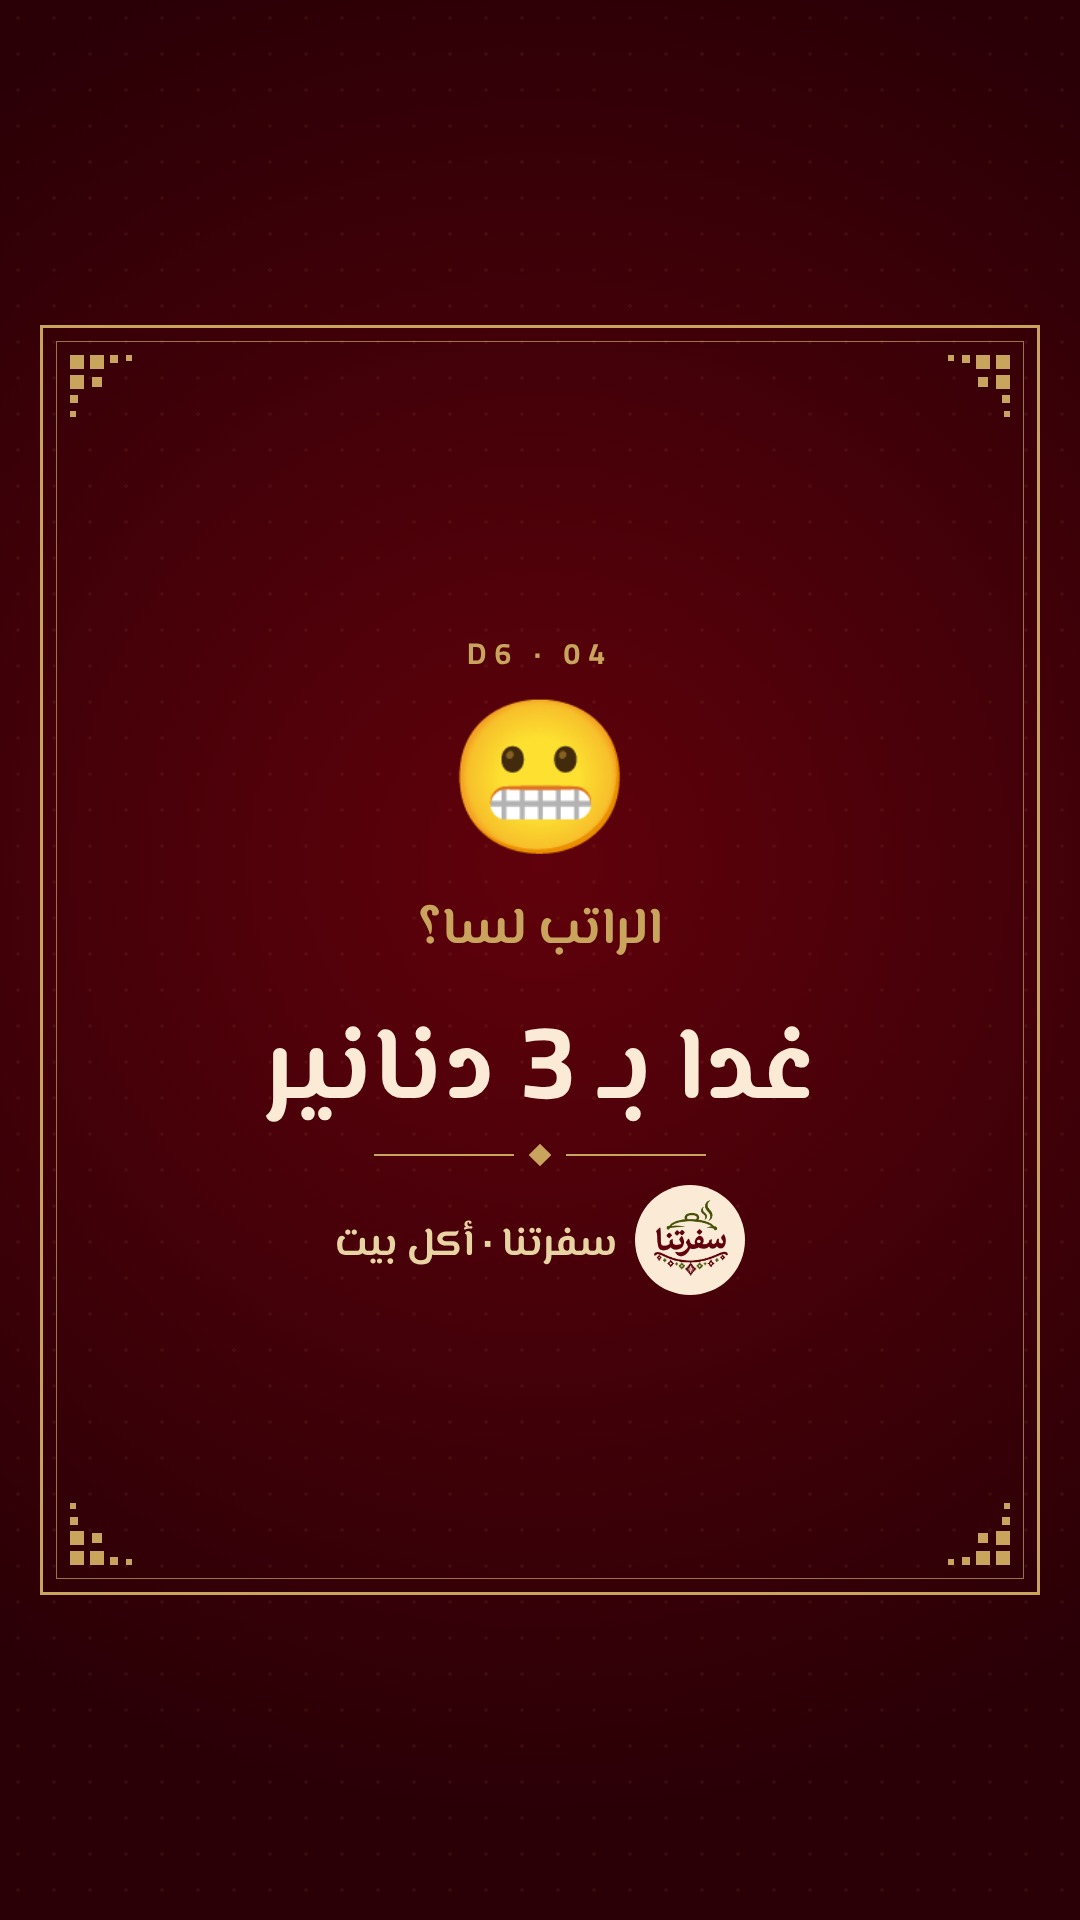 D6 · 04
الراتب لسا؟
غدا بـ 3 دنانير
سفرتنا
سفرتنا · أكل بيت